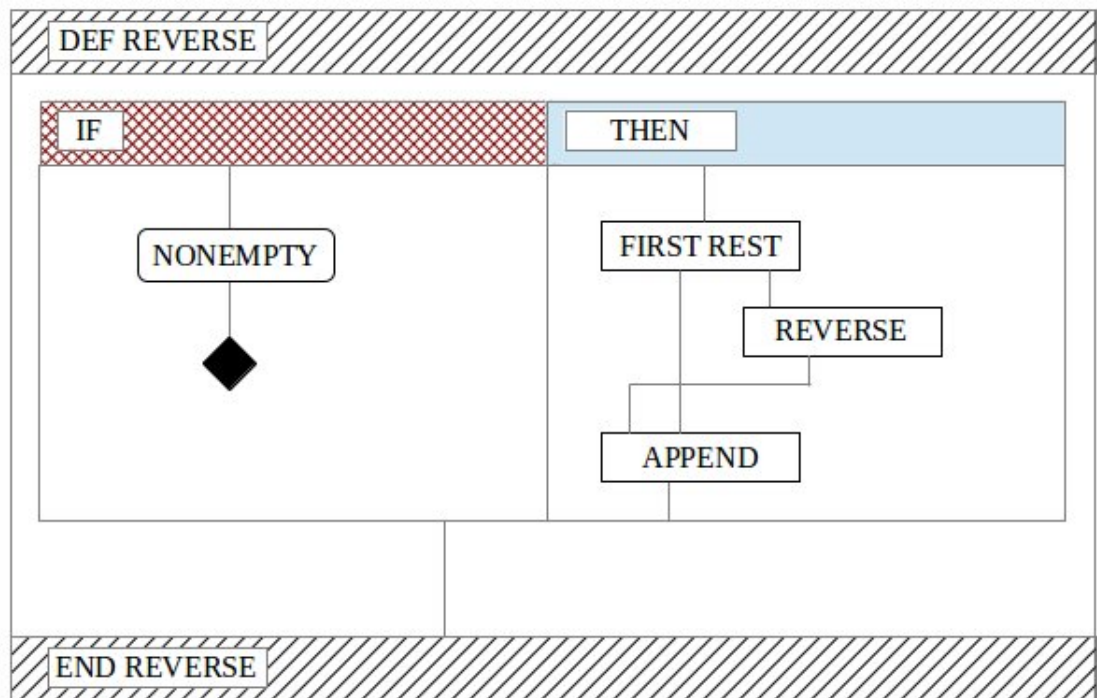 DEF REVERSE
IF
THEN
NONEMPTY
FIRST REST
REVERSE
APPEND
END REVERSE